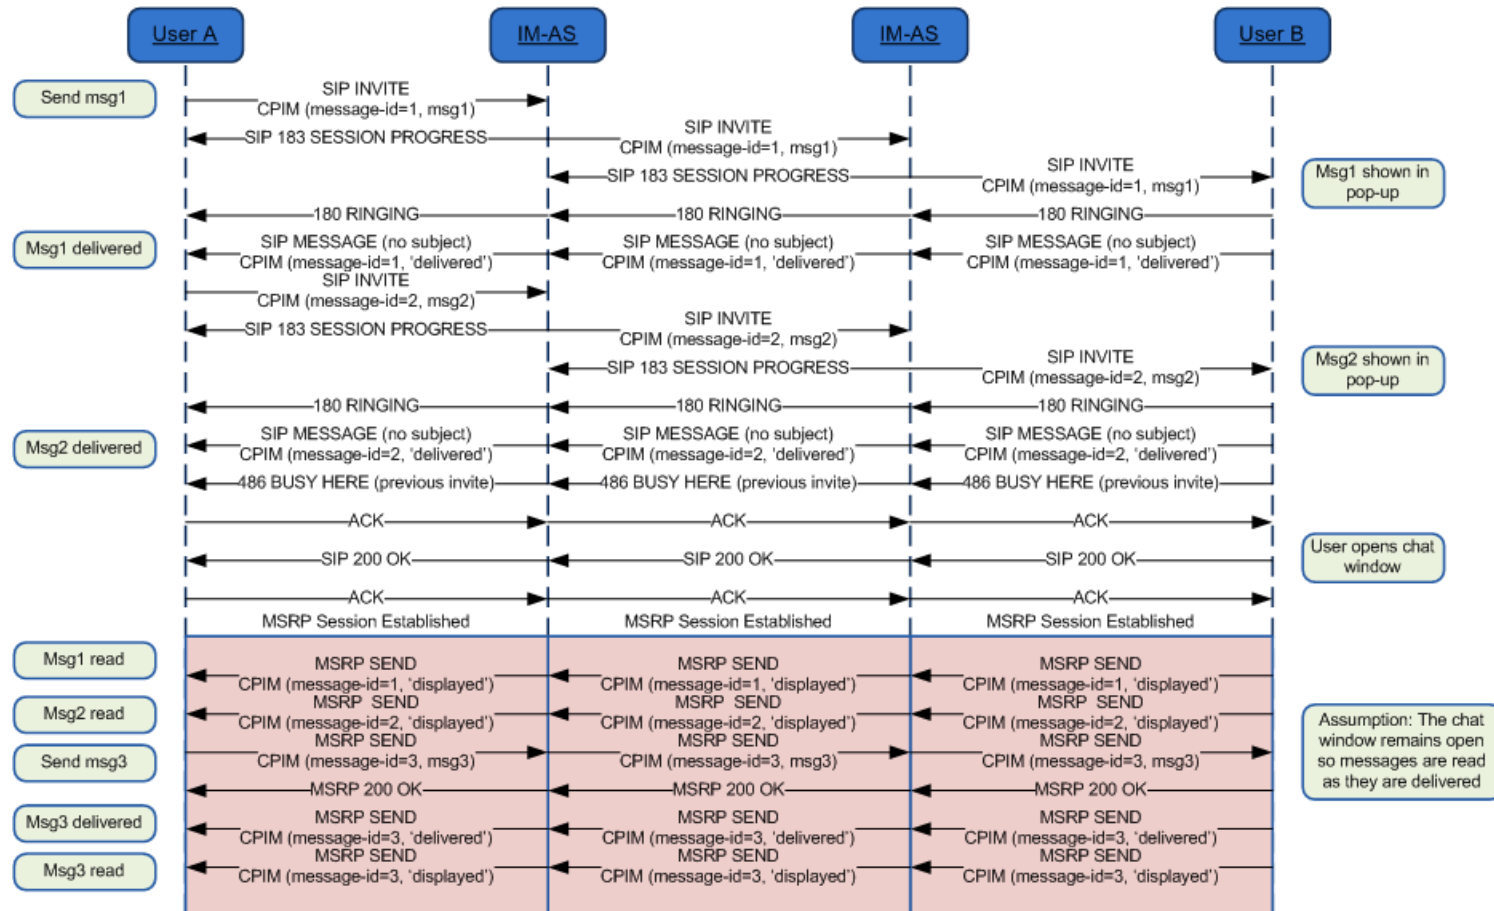 User A
IM-AS
IM-AS
User B
Send msg1
SIP INVITE
CPIM (message-id=1, msg1)
SIP 183 SESSION PROGRESS
SIP INVITE
CPIM (message-id=1, msg1)
SIP 183 SESSION PROGRESS
SIP INVITE
CPIM (message-id=1, msg1)
Msg1 shown in
pop-up
180 RINGING
180 RINGING
180 RINGING
Msg1 delivered
SIP MESSAGE (no subject)
CPIM (message-id=1, ‘delivered’)
SIP MESSAGE (no subject)
CPIM (message-id=1, ‘delivered’)
SIP MESSAGE (no subject)
CPIM (message-id=1, ‘delivered’)
SIP INVITE
CPIM (message-id=2, msg2)
SIP 183 SESSION PROGRESS
SIP INVITE
CPIM (message-id=2, msg2)
SIP 183 SESSION PROGRESS
SIP INVITE
CPIM (message-id=2, msg2)
Msg2 shown in
pop-up
180 RINGING
180 RINGING
180 RINGING
Msg2 delivered
SIP MESSAGE (no subject)
CPIM (message-id=2, ‘delivered’)
SIP MESSAGE (no subject)
CPIM (message-id=2, ‘delivered’)
SIP MESSAGE (no subject)
CPIM (message-id=2, ‘delivered’)
486 BUSY HERE (previous invite)
486 BUSY HERE (previous invite)
486 BUSY HERE (previous invite)
ACK
ACK
ACK
SIP 200 OK
SIP 200 OK
SIP 200 OK
User opens chat
window
ACK
ACK
ACK
MSRP Session Established
MSRP Session Established
MSRP Session Established
Msg1 read
MSRP SEND
CPIM (message-id=1, ‘displayed’)
MSRP SEND
CPIM (message-id=1, ‘displayed’)
MSRP SEND
CPIM (message-id=1, ‘displayed’)
Msg2 read
MSRP SEND
CPIM (message-id=2, ‘displayed’)
MSRP SEND
CPIM (message-id=2, ‘displayed’)
MSRP SEND
CPIM (message-id=2, ‘displayed’)
Send msg3
MSRP SEND
CPIM (message-id=3, msg3)
MSRP SEND
CPIM (message-id=3, msg3)
MSRP SEND
CPIM (message-id=3, msg3)
Assumption: The chat
window remains open
so messages are read
as they are delivered
MSRP 200 OK
MSRP 200 OK
MSRP 200 OK
Msg3 delivered
MSRP SEND
CPIM (message-id=3, ‘delivered’)
MSRP SEND
CPIM (message-id=3, ‘delivered’)
MSRP SEND
CPIM (message-id=3, ‘delivered’)
Msg3 read
MSRP SEND
CPIM (message-id=3, ‘displayed’)
MSRP SEND
CPIM (message-id=3, ‘displayed’)
MSRP SEND
CPIM (message-id=3, ‘displayed’)